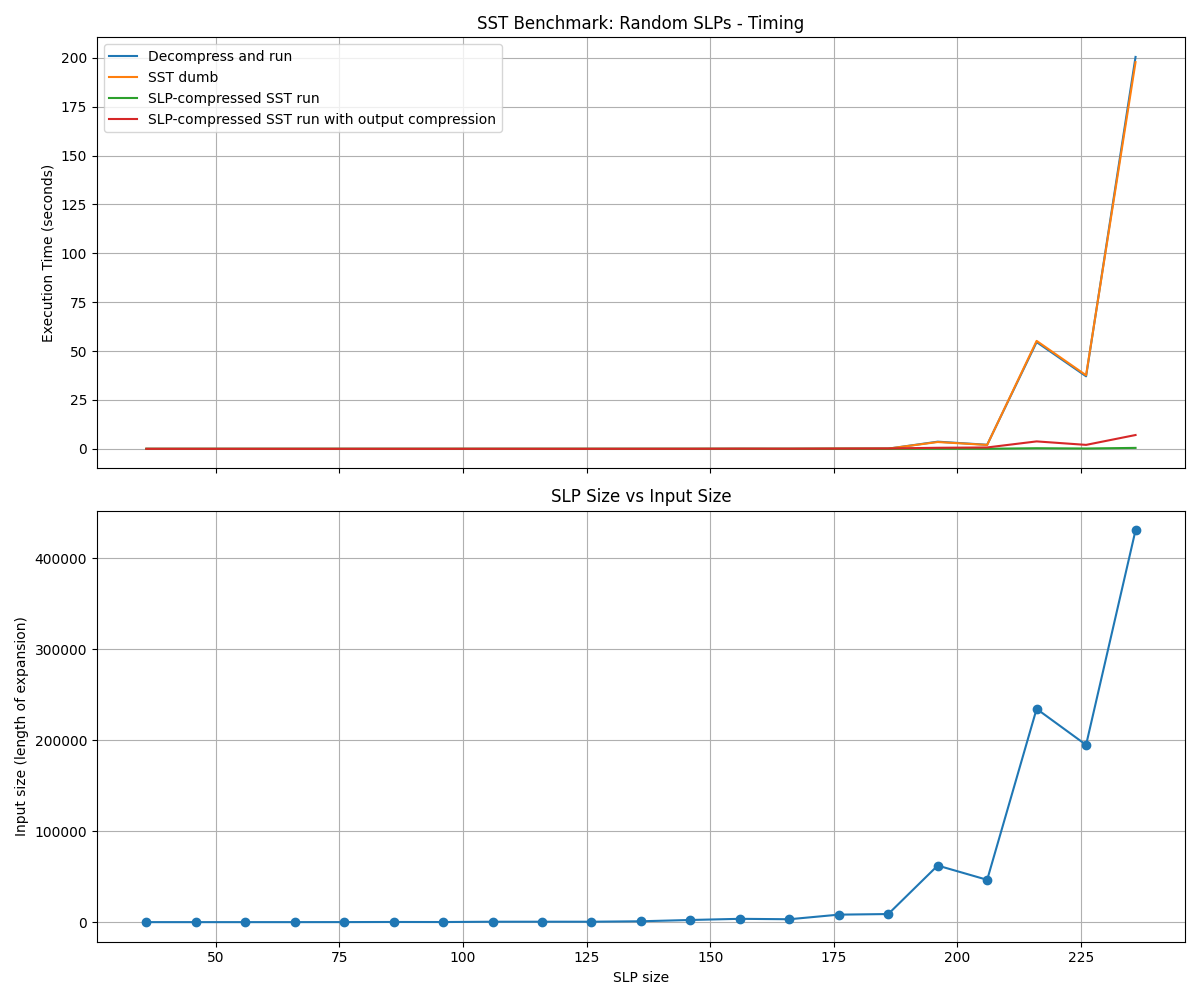 SST Benchmark: Random SLPs - Timing
Decompress and run
SST dumb
SLP-compressed SST run
SLP-compressed SST run with output compression
200
175
150
125
100
75
50
25
0
Execution Time (seconds)
SLP Size vs Input Size
400000
300000
200000
100000
0
Input size (length of expansion)
50 75 100 125 150 175 200 225
SLP size